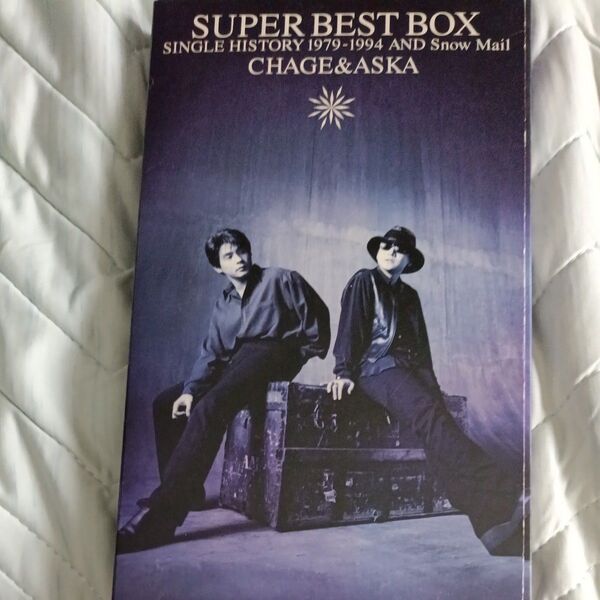 SUPER BEST BOX
SINGLE HISTORY 1979-1994 AND Snow Mail
CHAGE&ASKA